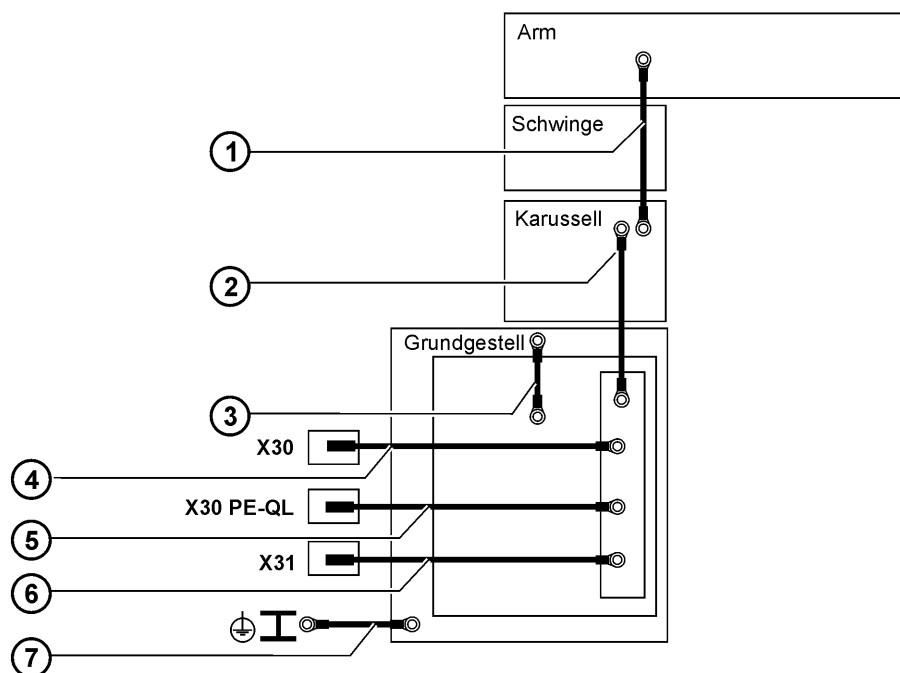 Arm
Schwinge
1
Karussell
2
Grundgestell
3
X30
4
X30 PE-QL
5
X31
6
7